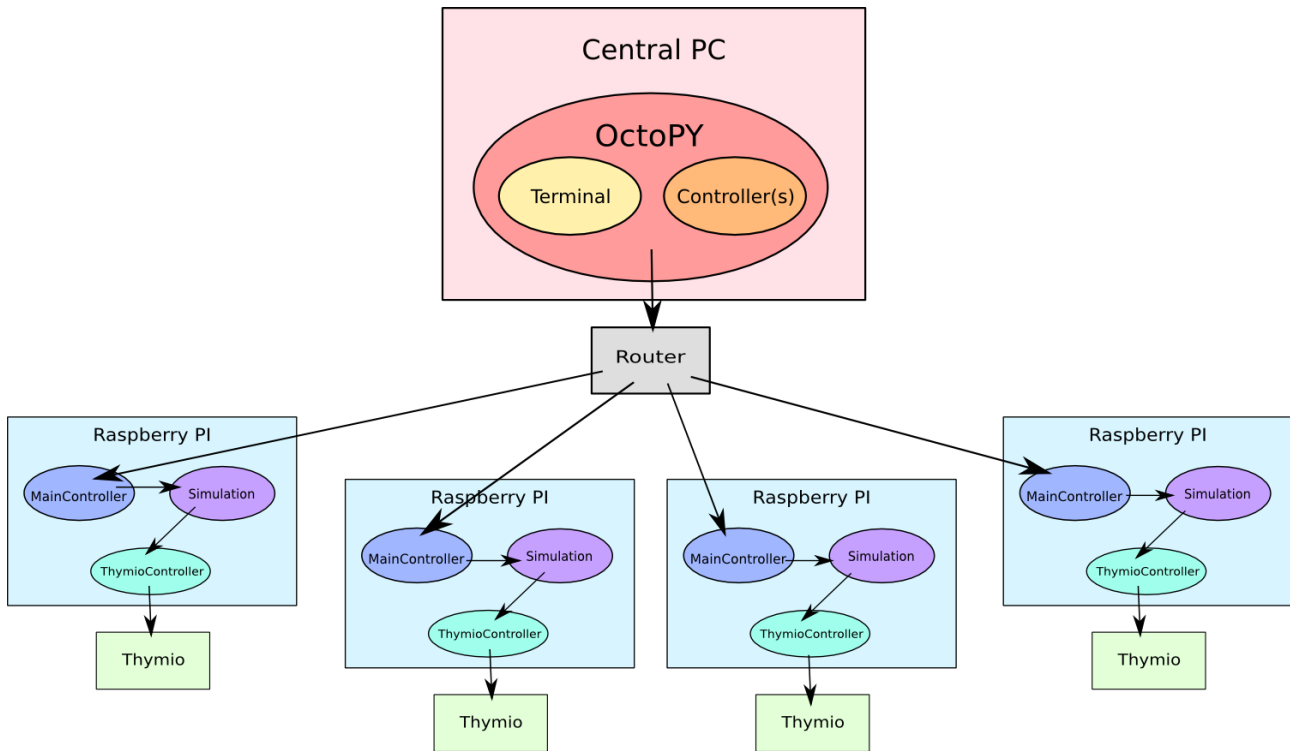 Central PC
OctoPY
Terminal
Controller(s)
Router
Raspberry PI
MainController
Simulation
ThymioController
Thymio
Raspberry PI
MainController
Simulation
ThymioController
Thymio
Raspberry PI
MainController
Simulation
ThymioController
Thymio
Raspberry PI
MainController
Simulation
ThymioController
Thymio